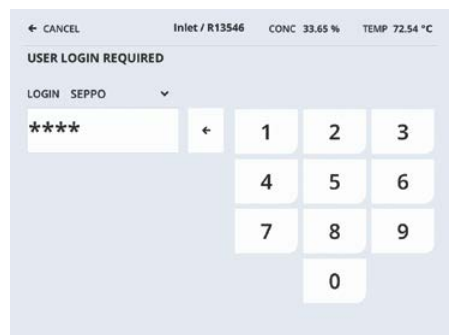 ← CANCEL Inlet / R13546 CONC 33.65 % TEMP 72.54 °C
USER LOGIN REQUIRED
LOGIN SEPPO
**** ← 1 2 3
4 5 6
7 8 9
0